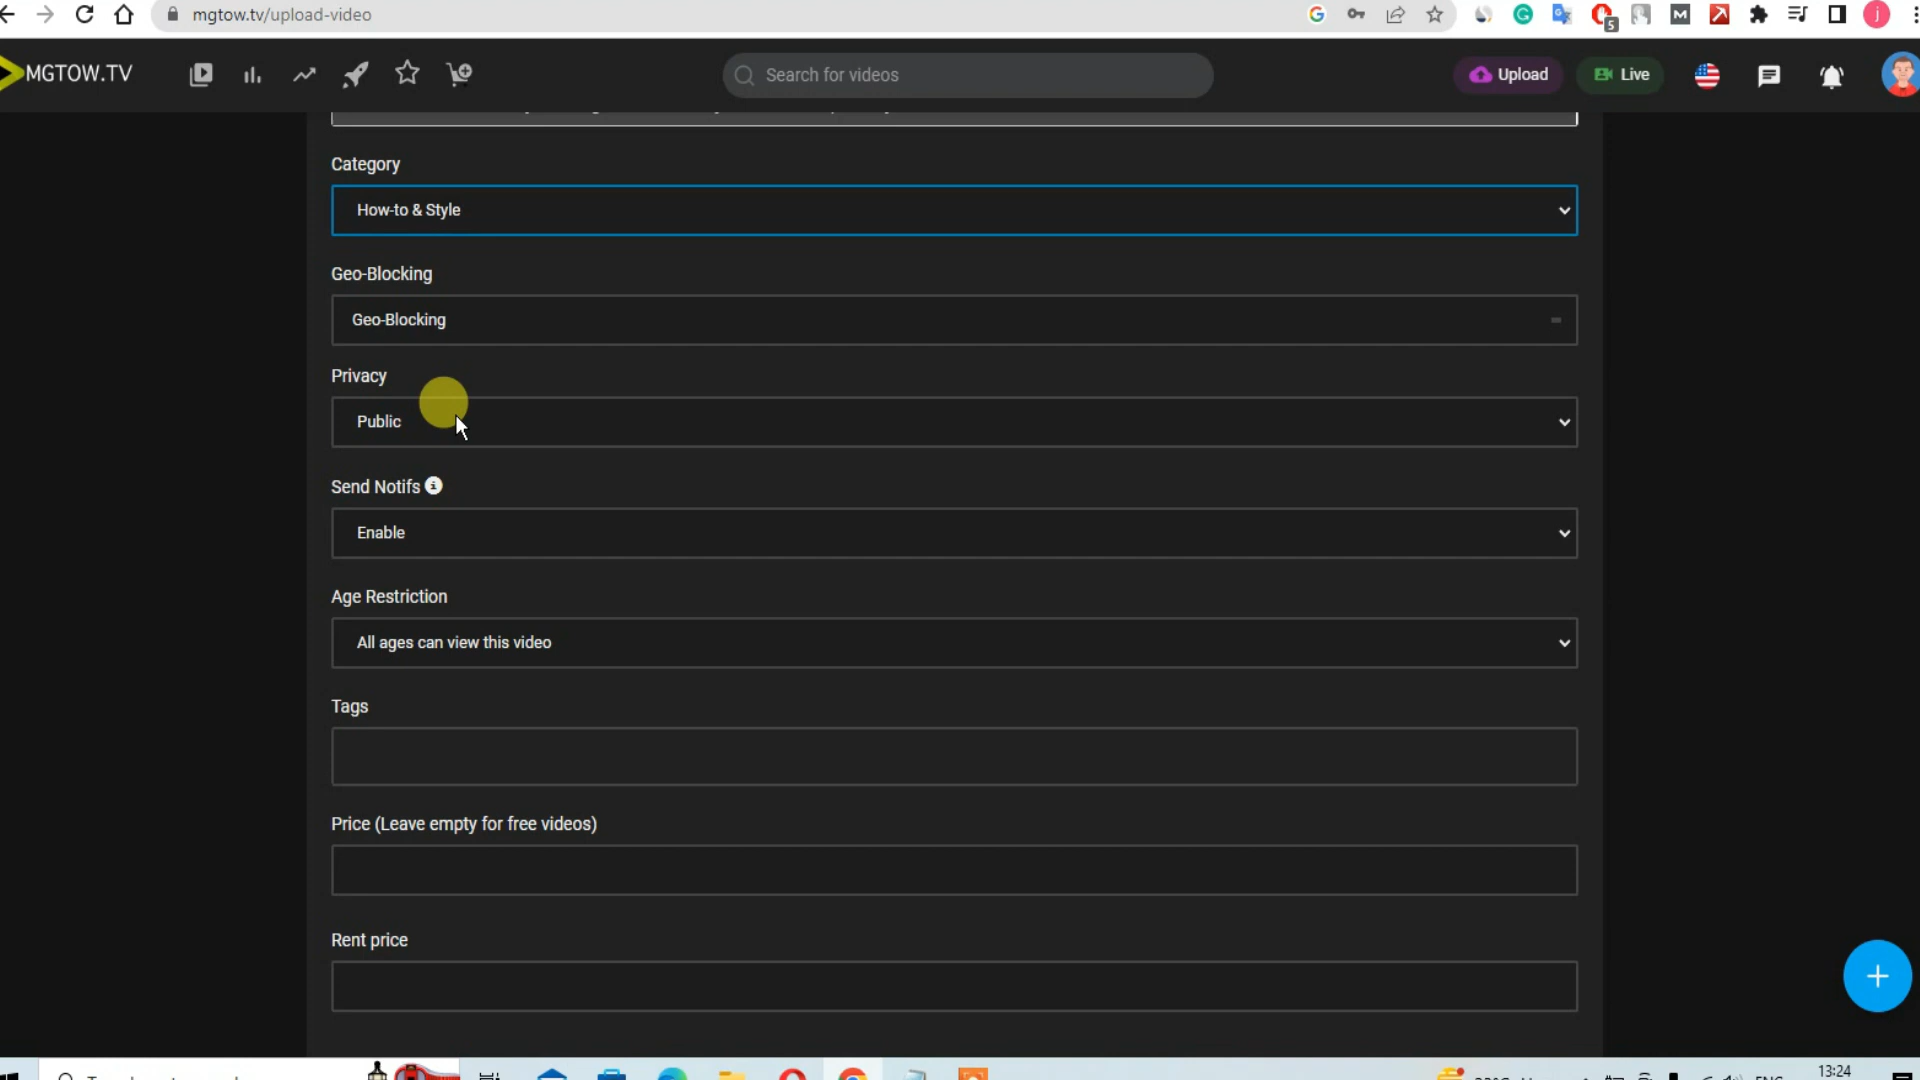 mgtow.tv/upload-video
5
M
j
MGTOW.TV
Search for videos
Upload
Live
Category
How-to & Style
Geo-Blocking
Geo-Blocking
Privacy
Public
Send Notifs
Enable
Age Restriction
All ages can view this video
Tags
Price (Leave empty for free videos)
Rent price
13:24